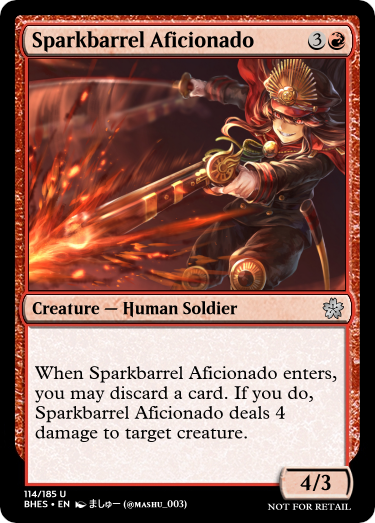 Sparkbarrel Aficionado 3
Creature — Human Soldier
When Sparkbarrel Aficionado enters,
you may discard a card. If you do,
Sparkbarrel Aficionado deals 4
damage to target creature.
4/3
114/185 U
BHES • EN ましゅー (@MASHU_003)
NOT FOR RETAIL